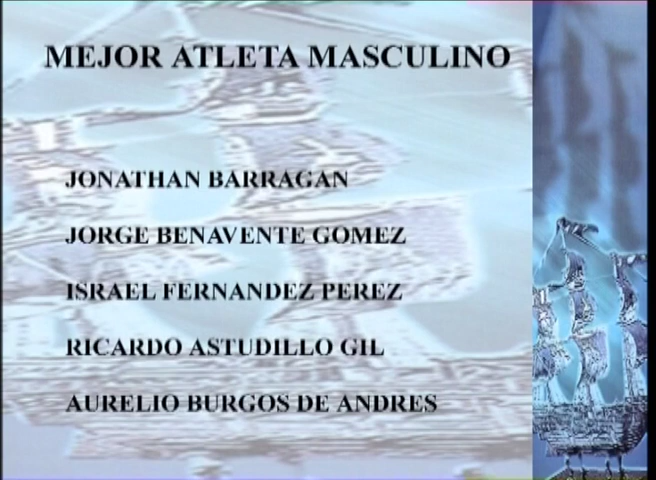 MEJOR ATLETA MASCULINO
JONATHAN BARRAGAN
JORGE BENAVENTE GOMEZ
ISRAEL FERNANDEZ PEREZ
RICARDO ASTUDILLO GIL
AURELIO BURGOS DE ANDRES